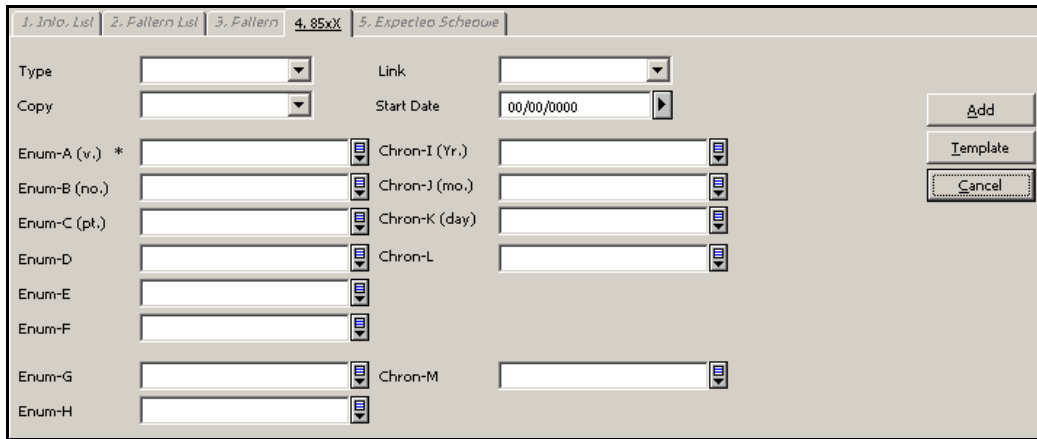 1. Info. List 2. Pattern List 3. Pattern 4. 85xX 5. Expected Schedule
Type Link
Copy Start Date 00/00/0000 Add
Enum-A (v.) * Chron-I (Yr.) Template
Enum-B (no.) Chron-J (mo.) Cancel
Enum-C (pt.) Chron-K (day)
Enum-D Chron-L
Enum-E
Enum-F
Enum-G Chron-M
Enum-H